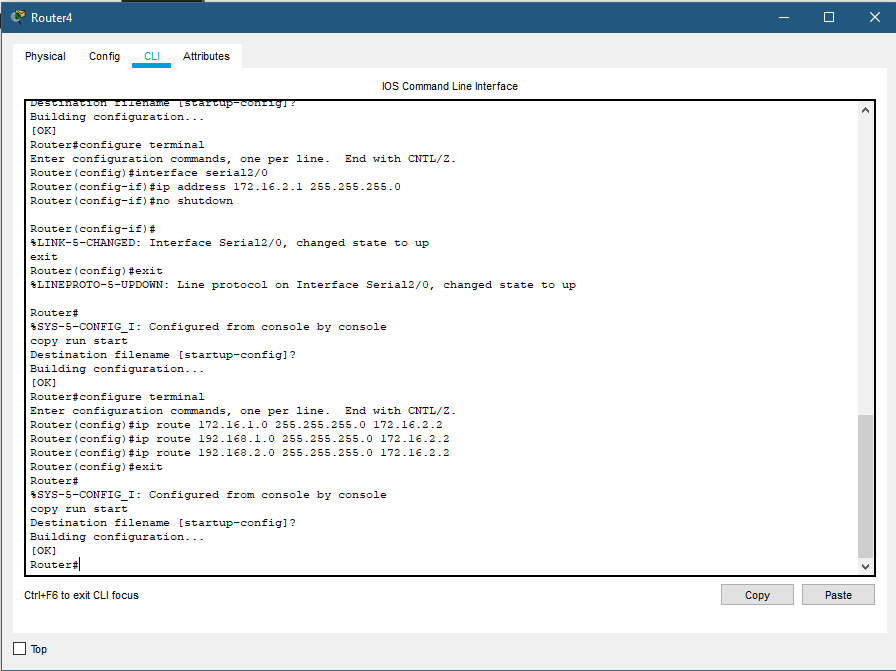 Router4
Physical Config CLI Attributes
IOS Command Line Interface
Destination filename [startup-config]?
Building configuration...
[OK]
Router#configure terminal
Enter configuration commands, one per line.  End with CNTL/Z.
Router(config)#interface serial2/0
Router(config-if)#ip address 172.16.2.1 255.255.255.0
Router(config-if)#no shutdown
Router(config-if)#
%LINK-5-CHANGED: Interface Serial2/0, changed state to up
exit
Router(config)#exit
%LINEPROTO-5-UPDOWN: Line protocol on Interface Serial2/0, changed state to up
Router#
%SYS-5-CONFIG_I: Configured from console by console
copy run start
Destination filename [startup-config]?
Building configuration...
[OK]
Router#configure terminal
Enter configuration commands, one per line.  End with CNTL/Z.
Router(config)#ip route 172.16.1.0 255.255.255.0 172.16.2.2
Router(config)#ip route 192.168.1.0 255.255.255.0 172.16.2.2
Router(config)#ip route 192.168.2.0 255.255.255.0 172.16.2.2
Router(config)#exit
Router#
%SYS-5-CONFIG_I: Configured from console by console
copy run start
Destination filename [startup-config]?
Building configuration...
[OK]
Router#
Ctrl+F6 to exit CLI focus
Copy Paste
Top